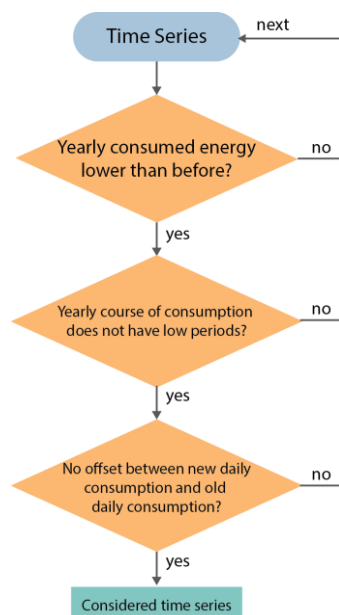 next
Time Series
Yearly consumed energy
lower than before?
no
yes
Yearly course of consumption
does not have low periods?
no
yes
No offset between new daily
consumption and old
daily consumption?
no
yes
Considered time series